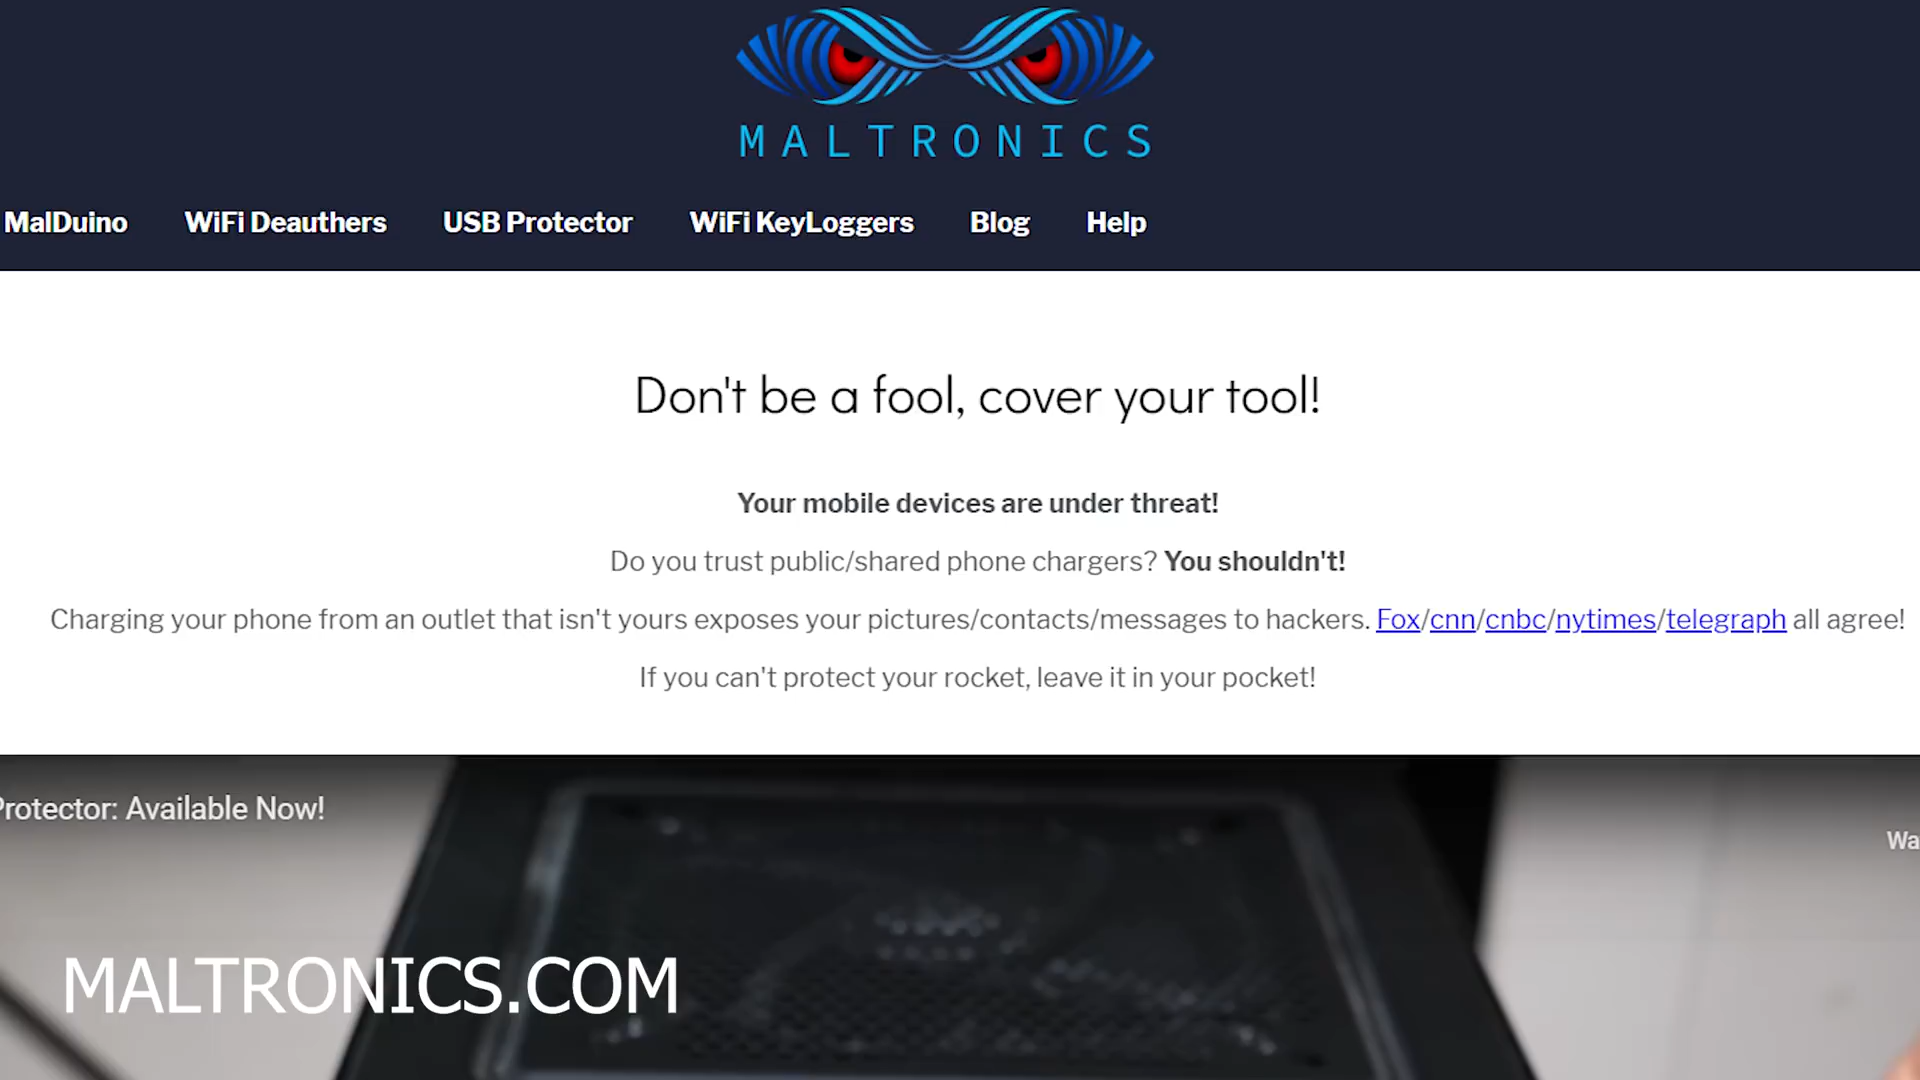 MALTRONICS
MalDuino WiFi Deauthers USB Protector WiFi KeyLoggers Blog Help
Don't be a fool, cover your tool!
Your mobile devices are under threat!
Do you trust public/shared phone chargers? You shouldn't!
Charging your phone from an outlet that isn't yours exposes your pictures/contacts/messages to hackers. Fox/cnn/cnbc/nytimes/telegraph all agree!
If you can't protect your rocket, leave it in your pocket!
Protector: Available Now!
Wa
MALTRONICS.COM